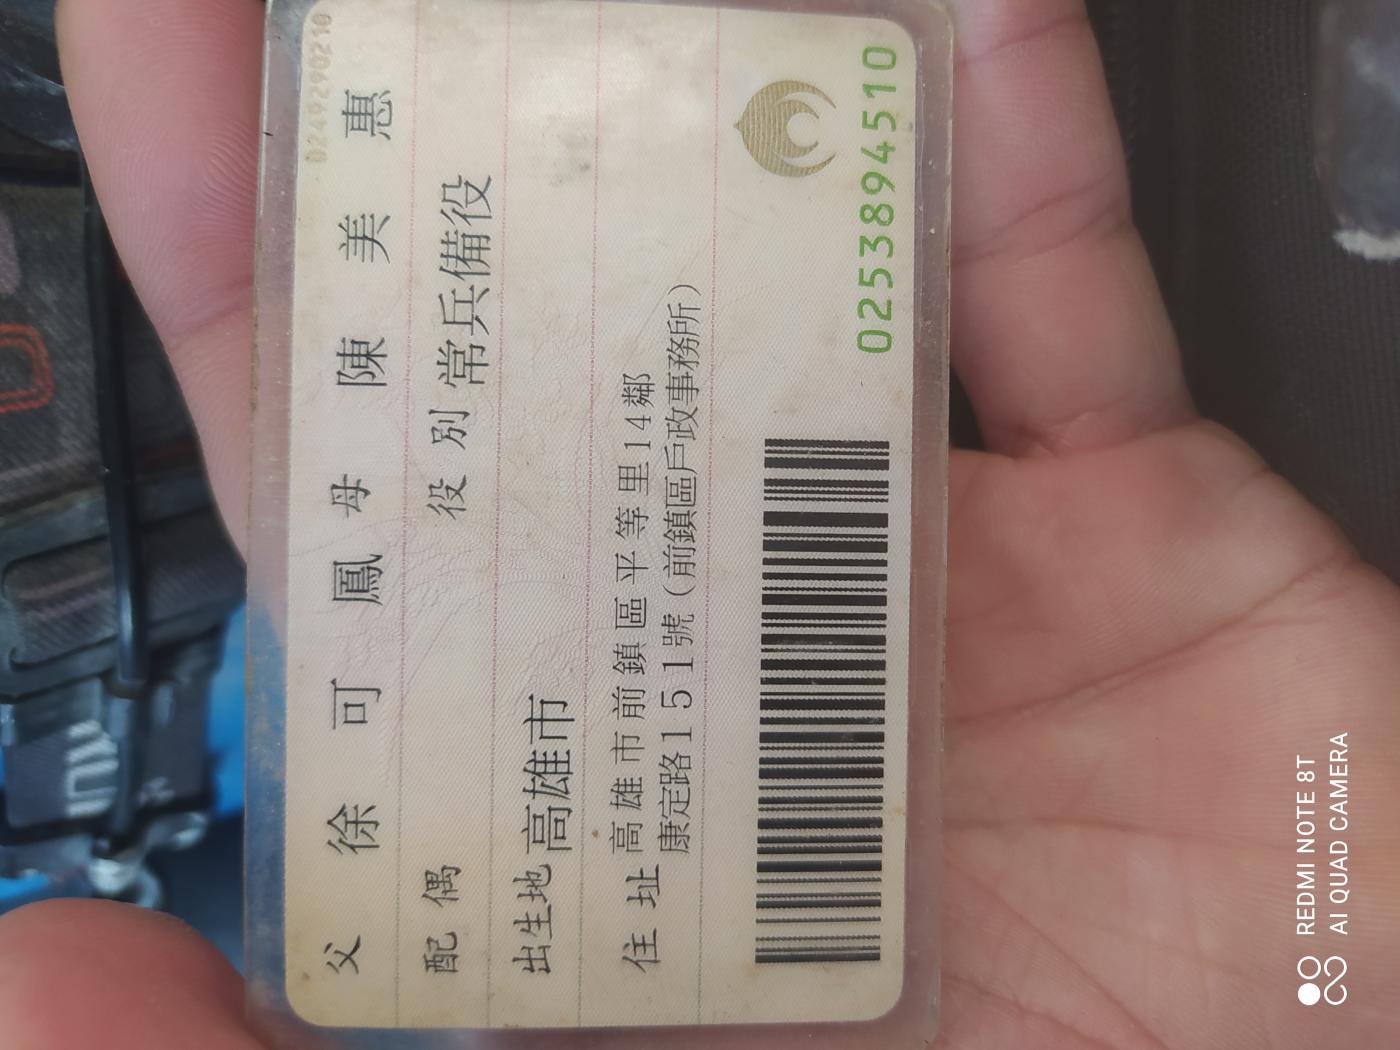 0249290210
父 徐可鳳 母 陳美惠
配偶 役別 常兵備役
出生地 高雄市
住址 高雄市前鎮區平等里14鄰
康定路151號（前鎮區戶政事務所）
0253894510
REDMI NOTE 8T
AI QUAD CAMERA